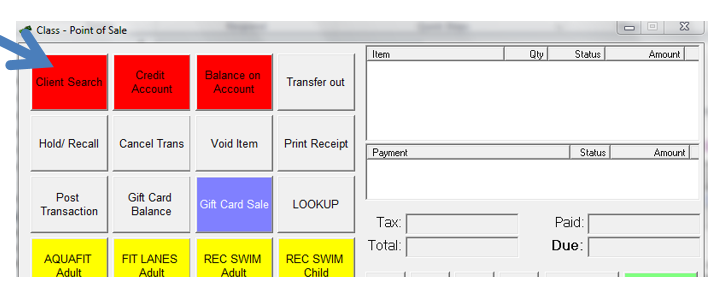 Class - Point of Sale
Item Qty Status Amount
Client Search
Credit
Account
Balance on
Account
Transfer out
Hold/ Recall
Cancel Trans
Void Item
Print Receipt
Payment Status Amount
Post
Transaction
Gift Card
Balance
Gift Card Sale
LOOKUP
Tax:
Paid:
Total:
Due:
AQUAFIT
Adult
FIT LANES
Adult
REC SWIM
Adult
REC SWIM
Child